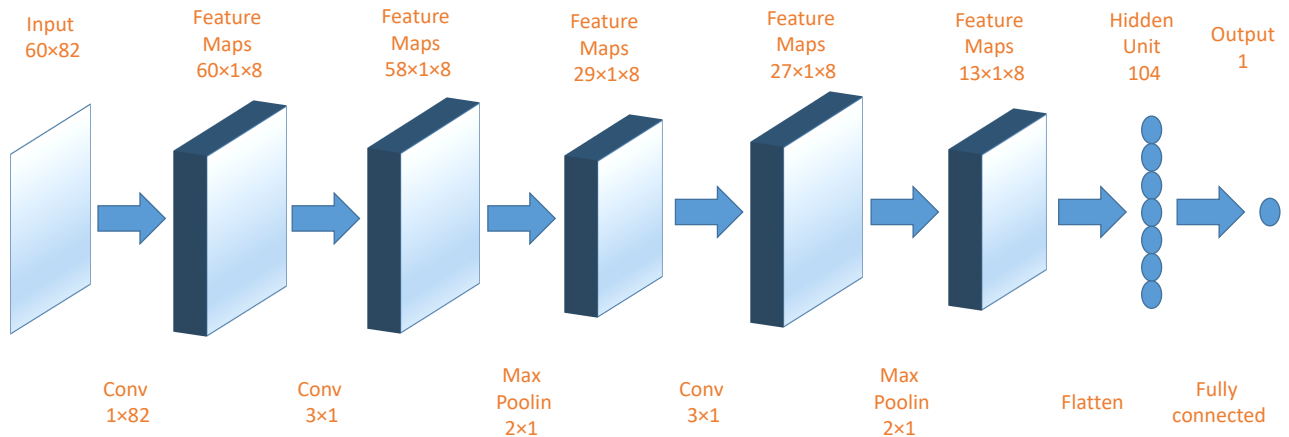 Input
60×82
Feature
Maps
60×1×8
Feature
Maps
58×1×8
Feature
Maps
29×1×8
Feature
Maps
27×1×8
Feature
Maps
13×1×8
Hidden
Unit
104
Output
1
Conv
1×82
Conv
3×1
Max
Poolin
2×1
Conv
3×1
Max
Poolin
2×1
Flatten
Fully
connected